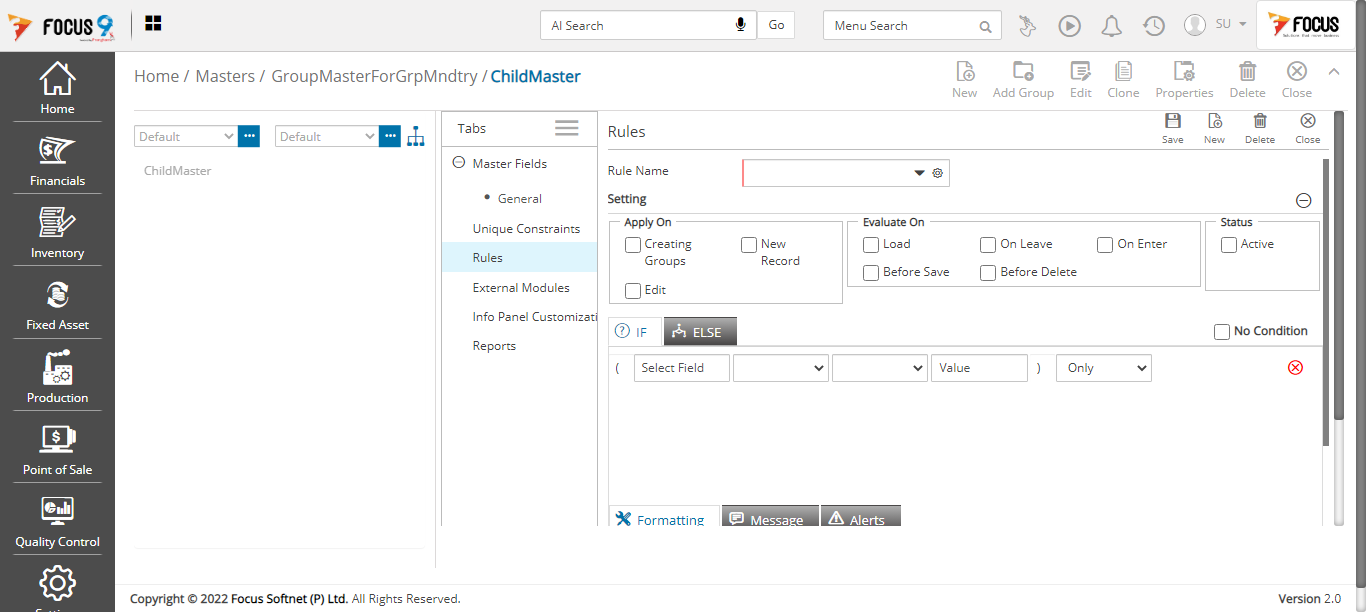 FOCUS 9
AI Search
Go
Menu Search
SU
FOCUS
Home
Financials
Inventory
Fixed Asset
Production
Point of Sale
Quality Control
Home / Masters / GroupMasterForGrpMndtry / ChildMaster
New
Add Group
Edit
Clone
Properties
Delete
Close
Default
...
Default
...
ChildMaster
Tabs
Master Fields
General
Unique Constraints
Rules
External Modules
Info Panel Customizati
Reports
Rules
Save
New
Delete
Close
Rule Name
Setting
Apply On
Creating
Groups
New
Record
Edit
Evaluate On
Load
On Leave
On Enter
Before Save
Before Delete
Status
Active
? IF
ELSE
No Condition
( Select Field Value ) Only
Formatting
Message
Alerts
Copyright © 2022 Focus Softnet (P) Ltd. All Rights Reserved.
Version 2.0